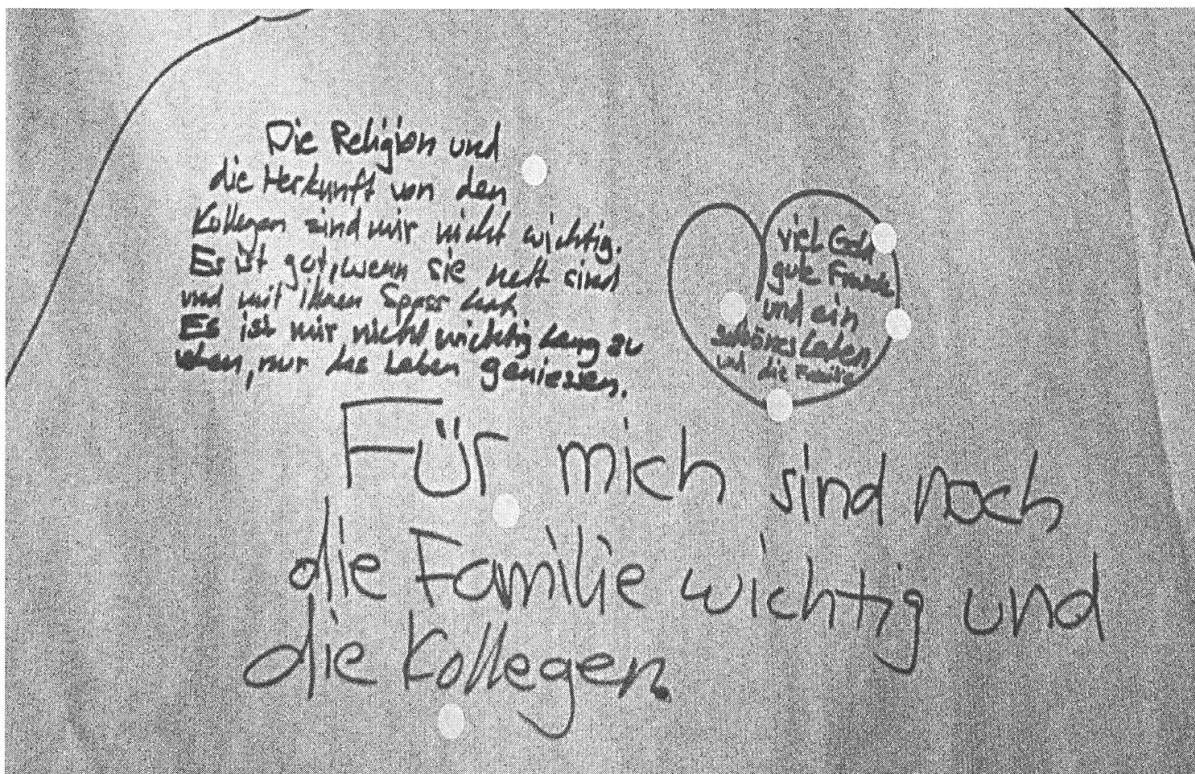 Die Religion und
die Herkunft von den
Kollegen sind mir nicht wichtig.
Es ist gut, wenn sie nett sind
und mit ihnen Spass hat
Es ist mir nicht wichtig lang zu
leben, nur das Leben geniessen.
viel Geld
gute Freunde
und ein
schönes Leben
und die Familie
Für mich sind noch
die Familie wichtig und
die Kollegen.